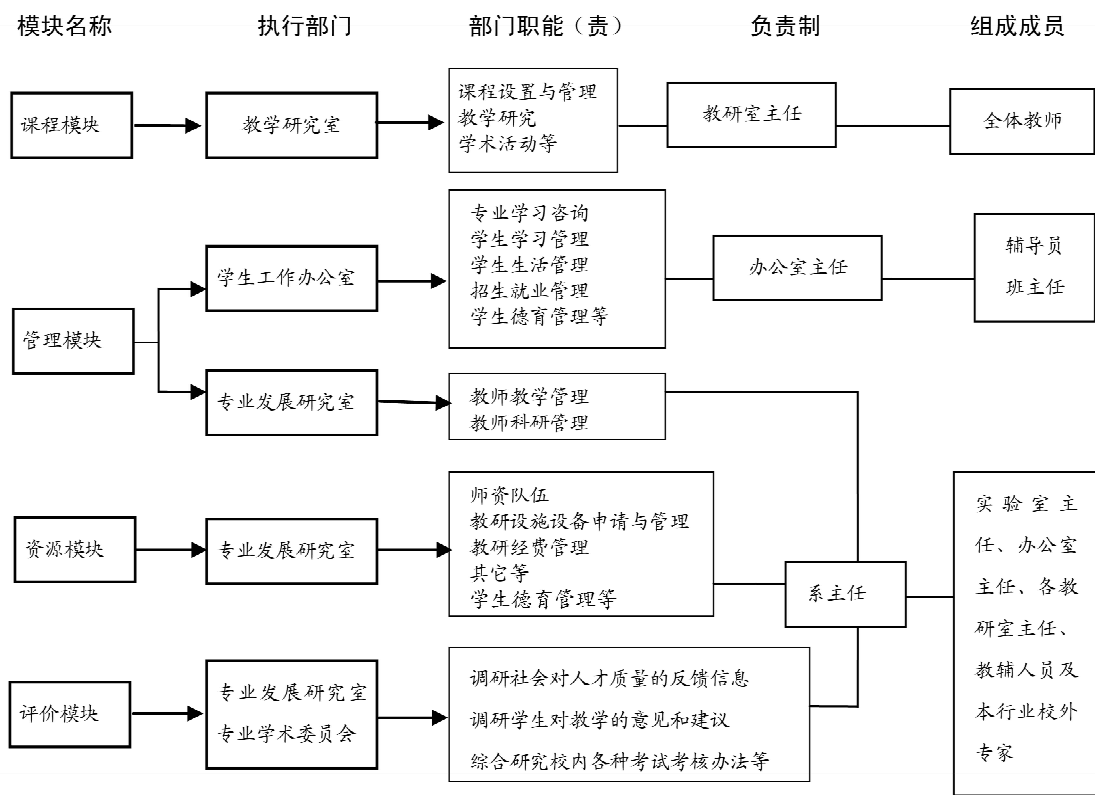 模块名称 执行部门 部门职能（责） 负责制 组成成员
课程模块
教学研究室
课程设置与管理
教学研究
学术活动等
教研室主任
全体教师
管理模块
学生工作办公室
专业学习咨询
学生学习管理
学生生活管理
招生就业管理
学生德育管理等
办公室主任
辅导员
班主任
专业发展研究室
教师教学管理
教师科研管理
资源模块
专业发展研究室
师资队伍
教研设施设备申请与管理
教研经费管理
其它等
学生德育管理等
系主任
实验室主
任、办公室
主任、各教
研室主任、
教辅人员及
本行业校外
专家
评价模块
专业发展研究室
专业学术委员会
调研社会对人才质量的反馈信息
调研学生对教学的意见和建议
综合研究校内各种考试考核办法等